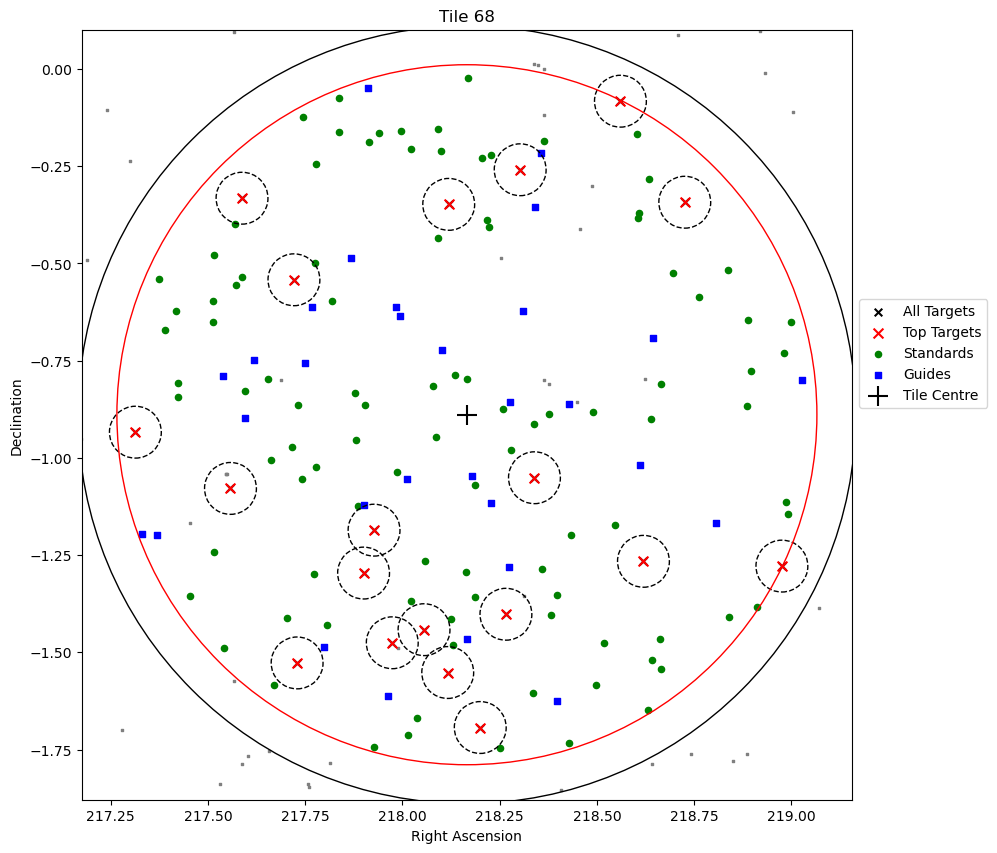 Tile 68
0.00
−0.25
−0.50
−0.75
−1.00
−1.25
−1.50
−1.75
Declination
217.25 217.50 217.75 218.00 218.25 218.50 218.75 219.00
Right Ascension
All Targets
Top Targets
Standards
Guides
Tile Centre